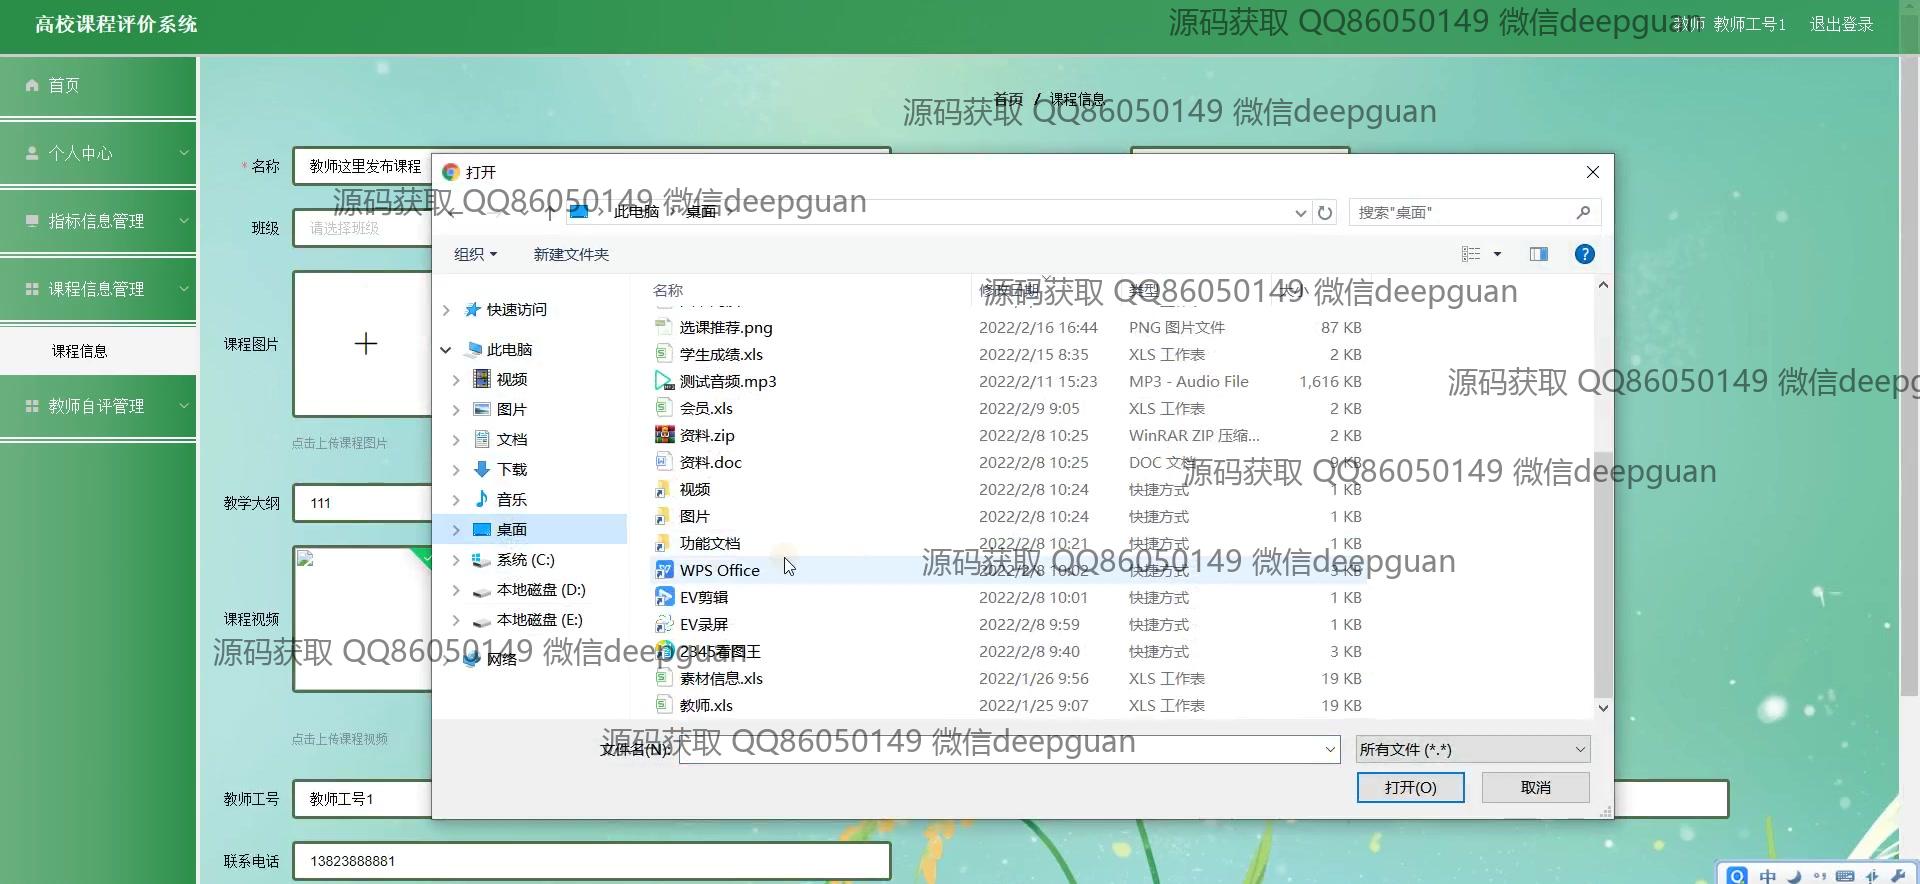 高校课程评价系统
源码获取 QQ86050149 微信deepguan
教师 教师工号1 退出登录
首页
个人中心
指标信息管理
课程信息管理
课程信息
教师自评管理
首页 / 课程信息
源码获取 QQ86050149 微信deepguan
* 名称 教师这里发布课程
班级 请选择班级
课程图片
点击上传课程图片
教学大纲 111
课程视频
点击上传课程视频
教师工号 教师工号1
联系电话 13823888881
打开
源码获取 QQ86050149 微信deepguan
此电脑 桌面
搜索"桌面"
组织 新建文件夹
快速访问
此电脑
视频
图片
文档
下载
音乐
桌面
系统 (C:)
本地磁盘 (D:)
本地磁盘 (E:)
网络
名称 修改日期 类型 大小
源码获取 QQ86050149 微信deepguan
选课推荐.png 2022/2/16 16:44 PNG 图片文件 87 KB
学生成绩.xls 2022/2/15 8:35 XLS 工作表 2 KB
测试音频.mp3 2022/2/11 15:23 MP3 - Audio File 1,616 KB
源码获取 QQ86050149 微信deepg
会员.xls 2022/2/9 9:05 XLS 工作表 2 KB
资料.zip 2022/2/8 10:25 WinRAR ZIP 压缩... 2 KB
资料.doc 2022/2/8 10:25 DOC 文档 9 KB
源码获取 QQ86050149 微信deepguan
视频 2022/2/8 10:24 快捷方式 1 KB
图片 2022/2/8 10:24 快捷方式 1 KB
功能文档 2022/2/8 10:21 快捷方式 1 KB
WPS Office 2022/2/8 10:02 快捷方式 3 KB
源码获取 QQ86050149 微信deepguan
EV剪辑 2022/2/8 10:01 快捷方式 1 KB
EV录屏 2022/2/8 9:59 快捷方式 1 KB
2345看图王 2022/2/8 9:40 快捷方式 3 KB
源码获取 QQ86050149 微信deepguan
素材信息.xls 2022/1/26 9:56 XLS 工作表 19 KB
教师.xls 2022/1/25 9:07 XLS 工作表 19 KB
文件名(N): 所有文件 (*.*)
源码获取 QQ86050149 微信deepguan
打开(O) 取消
中